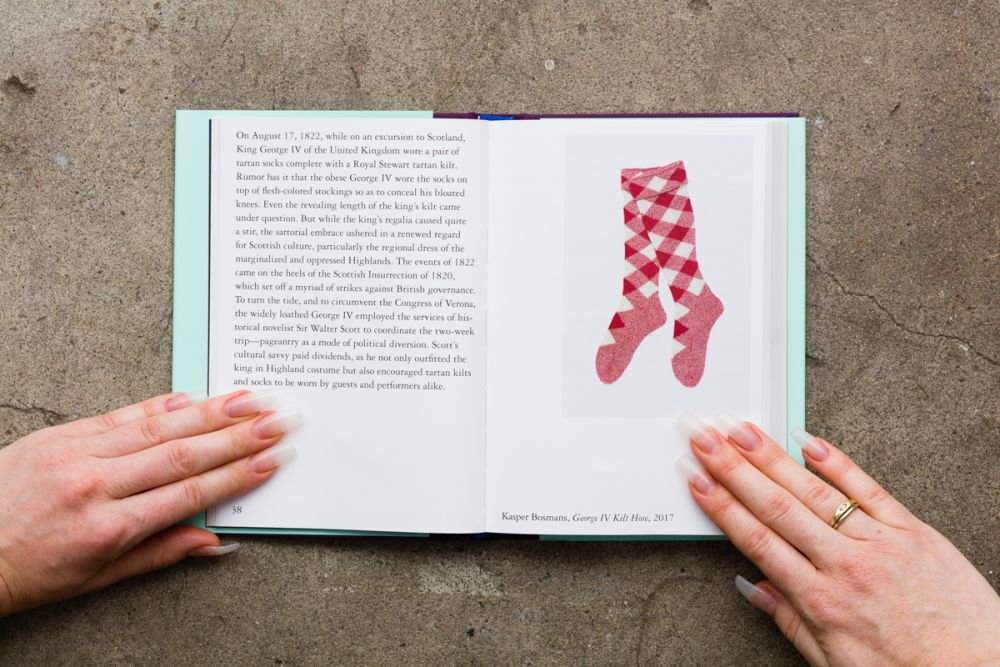 On August 17, 1822, while on an excursion to Scotland,
King George IV of the United Kingdom wore a pair of
tartan socks complete with a Royal Stewart tartan kilt.
Rumor has it that the obese George IV wore the socks on
top of flesh-colored stockings so as to conceal his bloated
knees. Even the revealing length of the king's kilt came
under question. But while the king's regalia caused quite
a stir, the sartorial embrace ushered in a renewed regard
for Scottish culture, particularly the regional dress of the
marginalized and oppressed Highlands. The events of 1822
came on the heels of the Scottish Insurrection of 1820,
which set off a myriad of strikes against British governance.
To turn the tide, and to circumvent the Congress of Verona,
the widely loathed George IV employed the services of his-
torical novelist Sir Walter Scott to coordinate the two-week
trip—pageantry as a mode of political diversion. Scott's
cultural savvy paid dividends, as he not only outfitted the
king in Highland costume but also encouraged tartan kilts
and socks to be worn by guests and performers alike.
38
Kasper Bosmans, George IV Kilt Hose, 2017